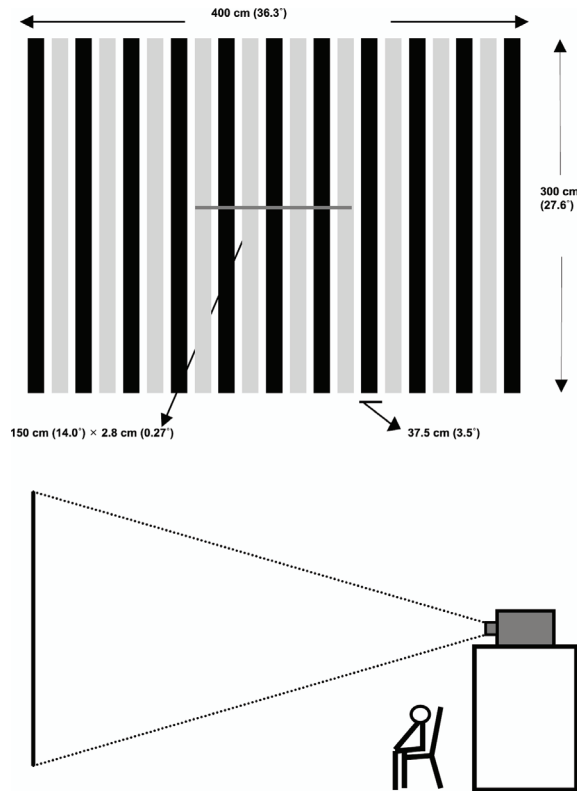 400 cm (36.3°)
300 cm
(27.6°)
150 cm (14.0°) × 2.8 cm (0.27°)
37.5 cm (3.5°)